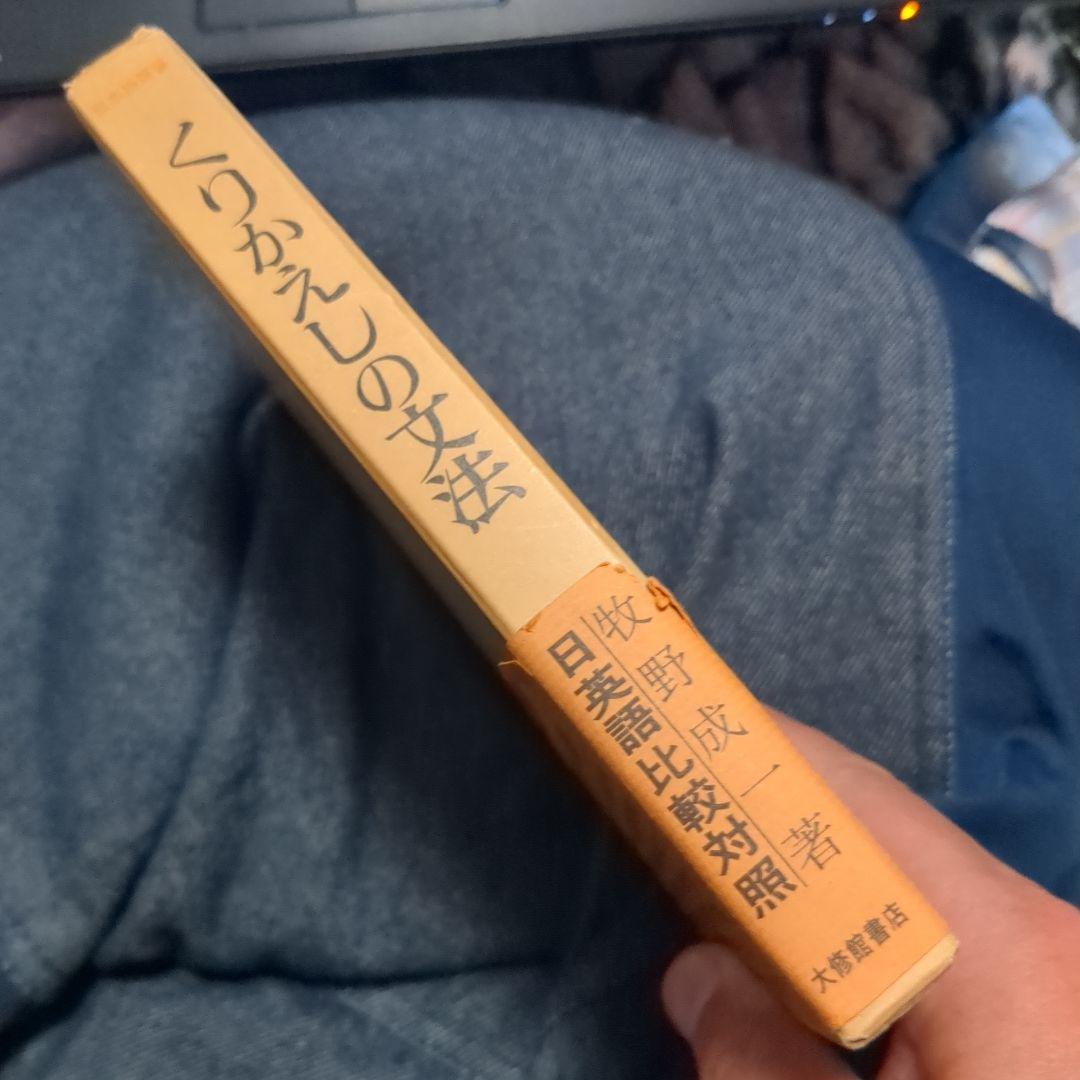 くりかえしの文法
牧野成一著
日英語比較対照
大修館書店